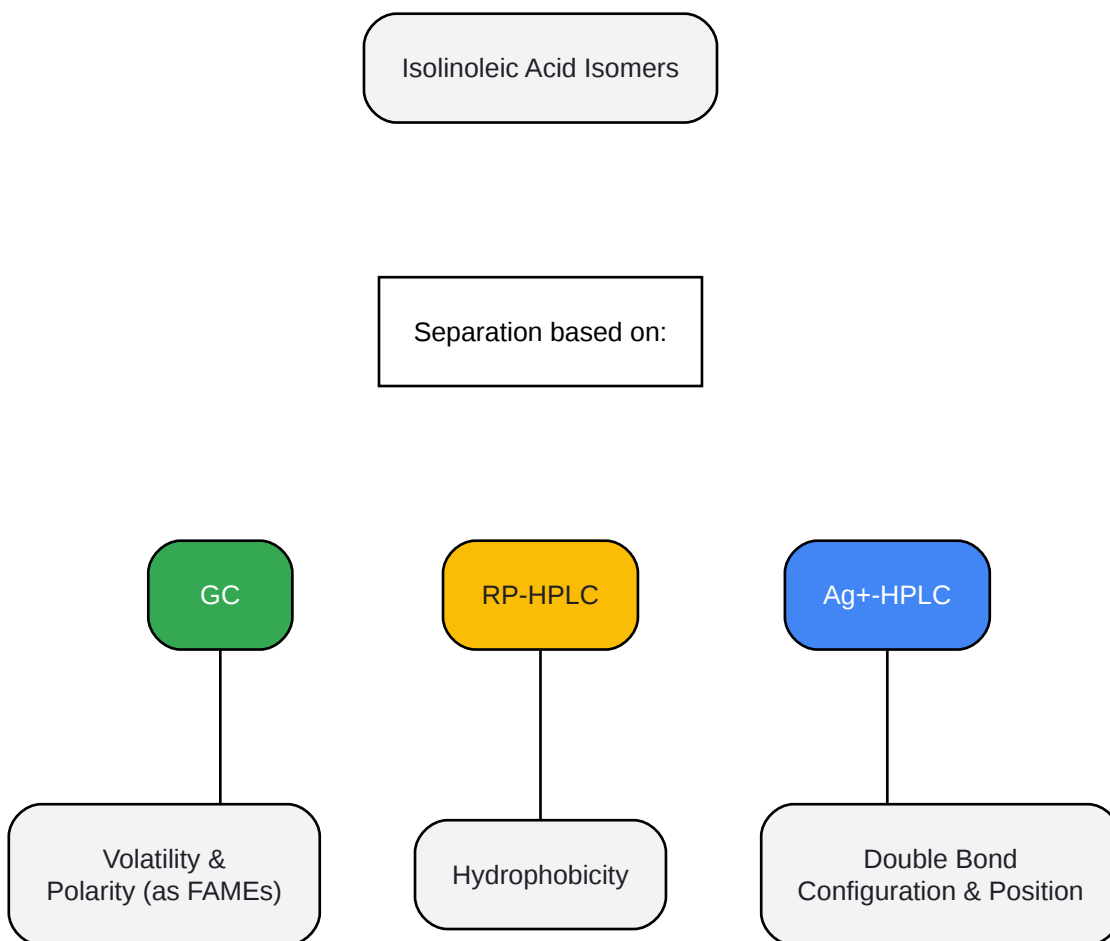 Isolinoleic Acid Isomers
Separation based on:
GC
RP-HPLC
Ag+-HPLC
Volatility &
Polarity (as FAMEs)
Hydrophobicity
Double Bond
Configuration & Position